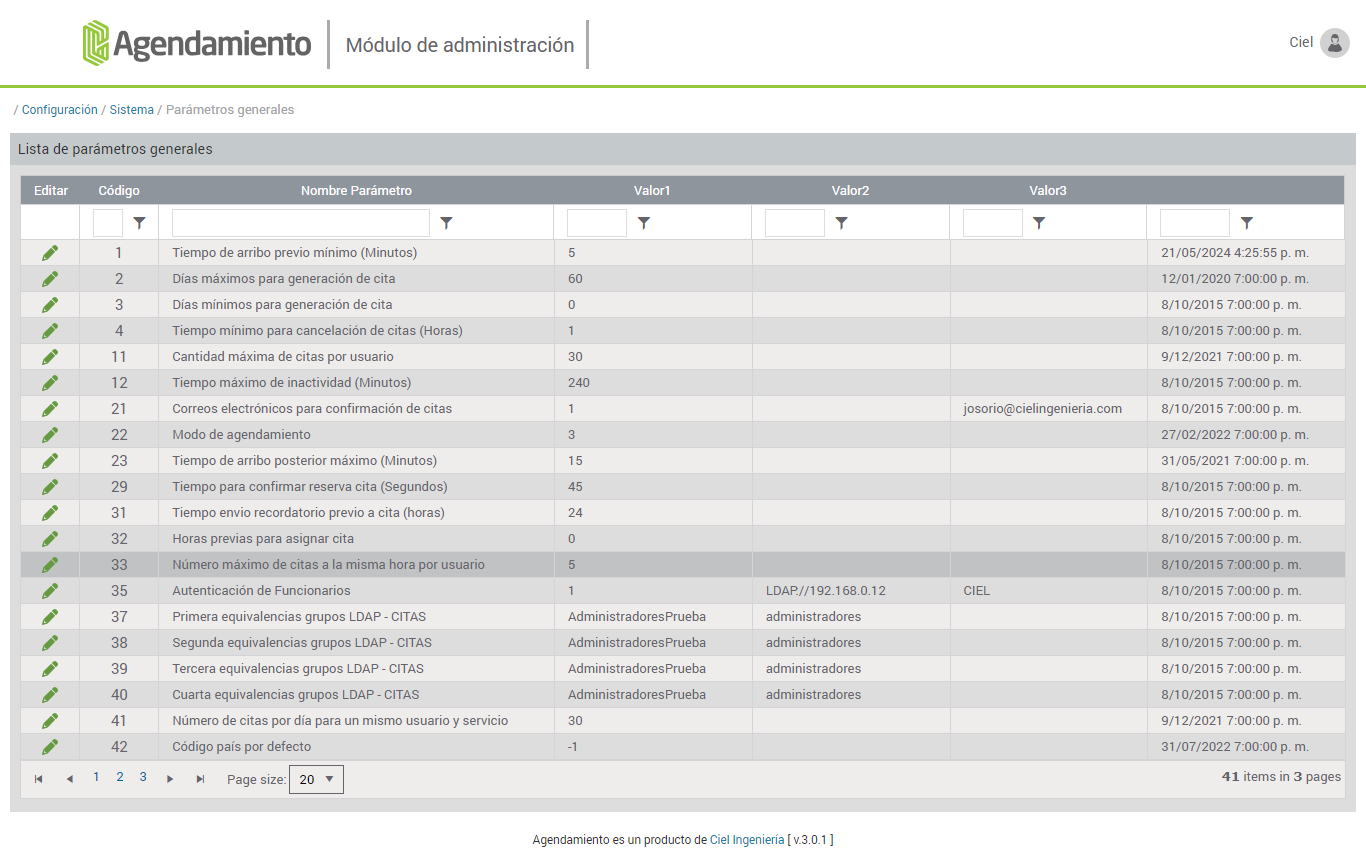 Agendamiento Módulo de administración Ciel
/ Configuración / Sistema / Parámetros generales
Lista de parámetros generales
Editar Código Nombre Parámetro Valor1 Valor2 Valor3
1 Tiempo de arribo previo mínimo (Minutos) 5 21/05/2024 4:25:55 p. m.
2 Días máximos para generación de cita 60 12/01/2020 7:00:00 p. m.
3 Días mínimos para generación de cita 0 8/10/2015 7:00:00 p. m.
4 Tiempo mínimo para cancelación de citas (Horas) 1 8/10/2015 7:00:00 p. m.
11 Cantidad máxima de citas por usuario 30 9/12/2021 7:00:00 p. m.
12 Tiempo máximo de inactividad (Minutos) 240 8/10/2015 7:00:00 p. m.
21 Correos electrónicos para confirmación de citas 1 josorio@cielingenieria.com 8/10/2015 7:00:00 p. m.
22 Modo de agendamiento 3 27/02/2022 7:00:00 p. m.
23 Tiempo de arribo posterior máximo (Minutos) 15 31/05/2021 7:00:00 p. m.
29 Tiempo para confirmar reserva cita (Segundos) 45 8/10/2015 7:00:00 p. m.
31 Tiempo envio recordatorio previo a cita (horas) 24 8/10/2015 7:00:00 p. m.
32 Horas previas para asignar cita 0 8/10/2015 7:00:00 p. m.
33 Número máximo de citas a la misma hora por usuario 5 8/10/2015 7:00:00 p. m.
35 Autenticación de Funcionarios 1 LDAP://192.168.0.12 CIEL 8/10/2015 7:00:00 p. m.
37 Primera equivalencias grupos LDAP - CITAS AdministradoresPrueba administradores 8/10/2015 7:00:00 p. m.
38 Segunda equivalencias grupos LDAP - CITAS AdministradoresPrueba administradores 8/10/2015 7:00:00 p. m.
39 Tercera equivalencias grupos LDAP - CITAS AdministradoresPrueba administradores 8/10/2015 7:00:00 p. m.
40 Cuarta equivalencias grupos LDAP - CITAS AdministradoresPrueba administradores 8/10/2015 7:00:00 p. m.
41 Número de citas por día para un mismo usuario y servicio 30 9/12/2021 7:00:00 p. m.
42 Código país por defecto -1 31/07/2022 7:00:00 p. m.
1 2 3 Page size: 20 41 items in 3 pages
Agendamiento es un producto de Ciel Ingeniería [ v.3.0.1 ]